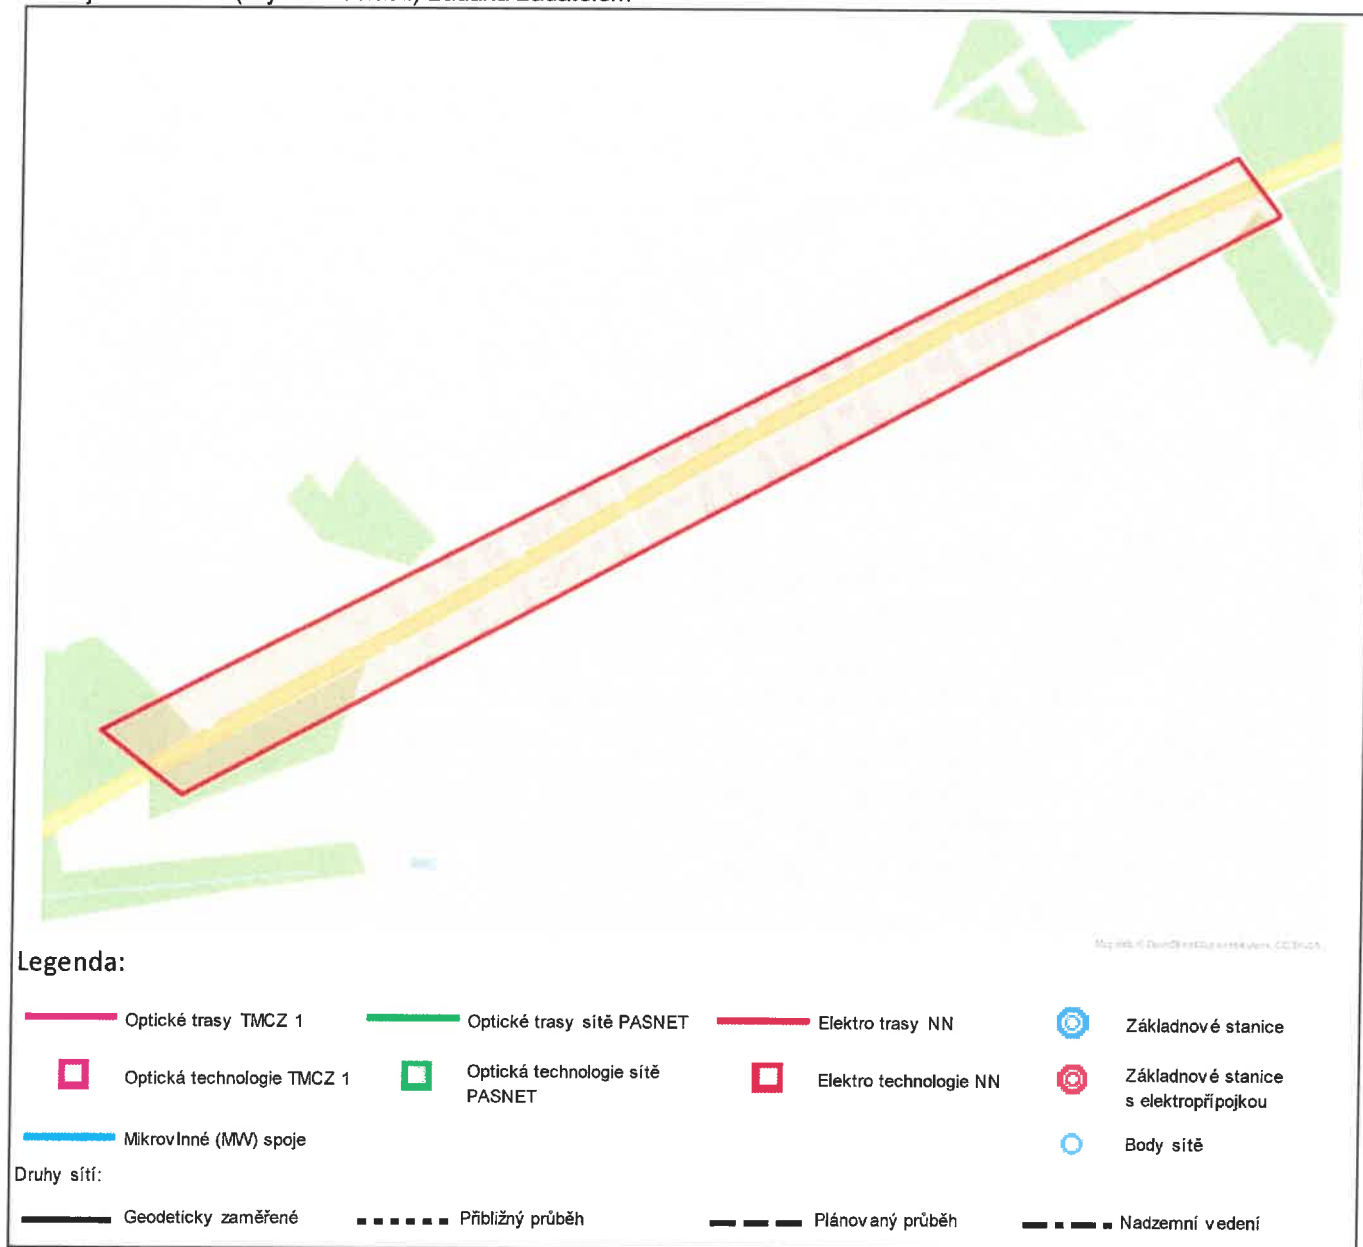 Legenda:
Optické trasy TMCZ 1
Optické trasy sítě PASNET
Elektro trasy NN
Základnové stanice
Optická technologie TMCZ 1
Optická technologie sítě
PASNET
Elektro technologie NN
Základnové stanice
s elektropřípojkou
Mikrovlnné (MW) spoje
Body sítě
Druhy sítí:
Geodeticky zaměřené
Přibližný průběh
Plánovaný průběh
Nadzemní vedení